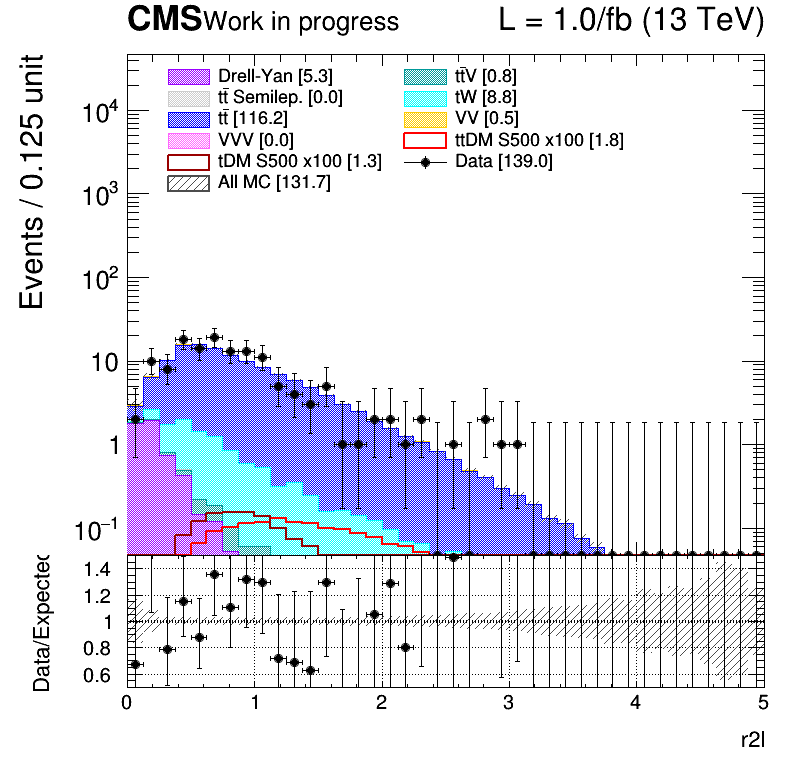 CMS Work in progress L = 1.0/fb (13 TeV)
Drell-Yan [5.3] tt̄V [0.8]
tt̄ Semilep. [0.0] tW [8.8]
tt̄ [116.2] VV [0.5]
VVV [0.0] ttDM S500 x100 [1.8]
tDM S500 x100 [1.3] Data [139.0]
All MC [131.7]
Events / 0.125 unit
10⁴
10³
10²
10
1
10⁻¹
Data/Expected
1.4
1.2
1
0.8
0.6
0 1 2 3 4 5
r2l